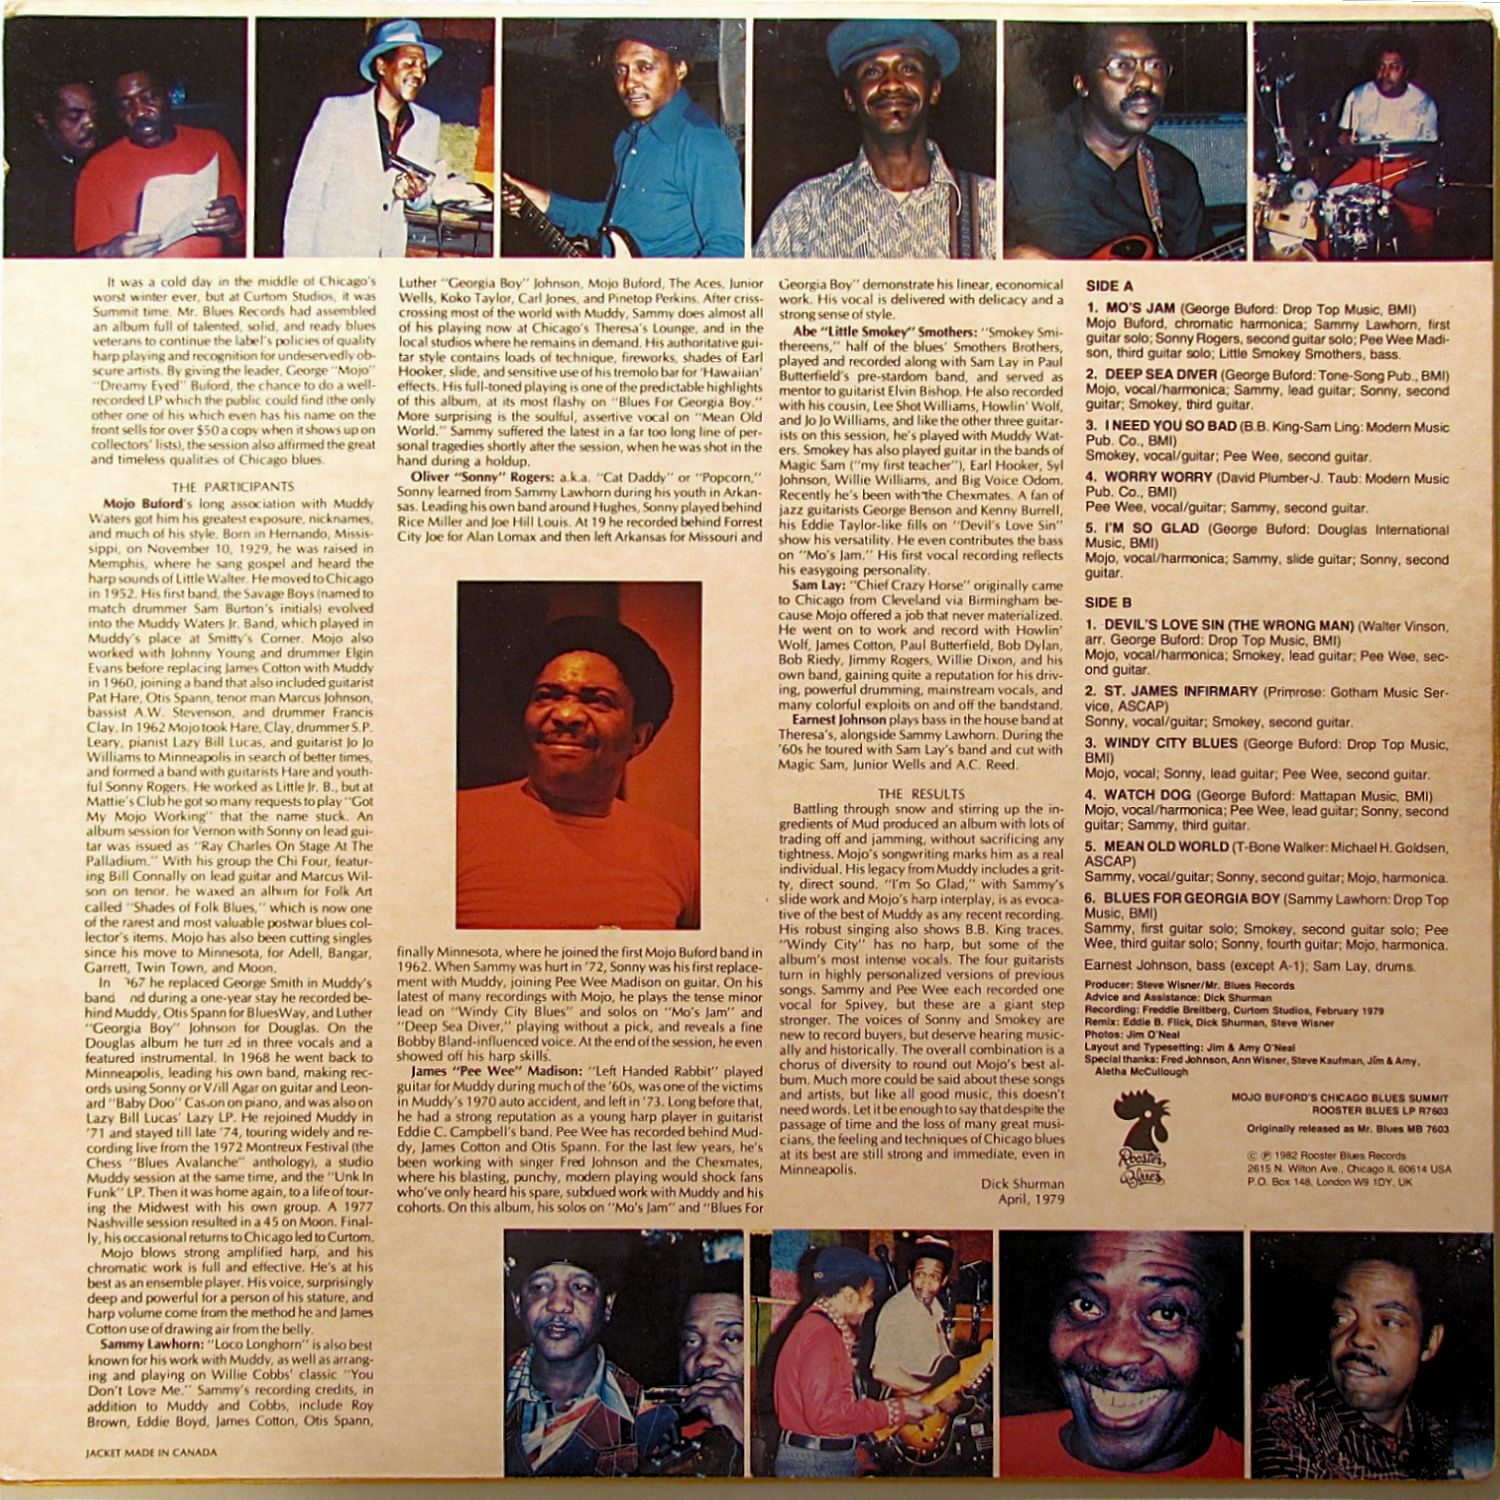 It was a cold day in the middle of Chicago's
worst winter ever, but at Curtom Studios, it was
Summit time. Mr. Blues Records had assembled
an album full of talented, solid, and ready blues
veterans to continue the label's policies of quality
harp playing and recognition for undeservedly ob-
scure artists. By giving the leader, George "Mojo"
"Dreamy Eyed" Buford, the chance to do a well-
recorded LP which the public could find (the only
other one of his which even has his name on the
front sells for over $50 a copy when it shows up on
collectors' lists), the session also affirmed the great
and timeless qualities of Chicago blues.
THE PARTICIPANTS
Mojo Buford's long association with Muddy
Waters got him his greatest exposure, nicknames,
and much of his style. Born in Hernando, Missis-
sippi, on November 10, 1929, he was raised in
Memphis, where he sang gospel and heard the
harp sounds of Little Walter. He moved to Chicago
in 1952. His first band, the Savage Boys (named to
match drummer Sam Burton's initials) evolved
into the Muddy Waters Jr. Band, which played in
Muddy's place at Smitty's Corner. Mojo also
worked with Johnny Young and drummer Elgin
Evans before replacing James Cotton with Muddy
in 1960, joining a band that also included guitarist
Pat Hare, Otis Spann, tenor man Marcus Johnson,
bassist A.W. Stevenson, and drummer Francis
Clay. In 1962 Mojo took Hare, Clay, drummer S.P.
Leary, pianist Lazy Bill Lucas, and guitarist Jo Jo
Williams to Minneapolis in search of better times,
and formed a band with guitarists Hare and youth-
ful Sonny Rogers. He worked as Little Jr. B., but at
Mattie's Club he got so many requests to play "Got
My Mojo Working" that the name stuck. An
album session for Vernon with Sonny on lead gui-
tar was issued as "Ray Charles On Stage At The
Palladium." With his group the Chi Four, featur-
ing Bill Connally on lead guitar and Marcus Wil-
son on tenor, he waxed an album for Folk Art
called "Shades of Folk Blues," which is now one
of the rarest and most valuable postwar blues col-
lector's items. Mojo has also been cutting singles
since his move to Minnesota, for Adell, Bangar,
Garrett, Twin Town, and Moon.
In '67 he replaced George Smith in Muddy's
band nd during a one-year stay he recorded be-
hind Muddy, Otis Spann for BluesWay, and Luther
"Georgia Boy" Johnson for Douglas. On the
Douglas album he turned in three vocals and a
featured instrumental. In 1968 he went back to
Minneapolis, leading his own band, making rec-
ords using Sonny or Will Agar on guitar and Leon-
ard "Baby Doo" Caston on piano, and was also on
Lazy Bill Lucas' Lazy LP. He rejoined Muddy in
'71 and stayed till late '74, touring widely and re-
cording live from the 1972 Montreux Festival (the
Chess "Blues Avalanche" anthology), a studio
Muddy session at the same time, and the "Unk In
Funk" LP. Then it was home again, to a life of tour-
ing the Midwest with his own group. A 1977
Nashville session resulted in a 45 on Moon. Final-
ly, his occasional returns to Chicago led to Curtom.
Mojo blows strong amplified harp, and his
chromatic work is full and effective. He's at his
best as an ensemble player. His voice, surprisingly
deep and powerful for a person of his stature, and
harp volume come from the method he and James
Cotton use of drawing air from the belly.
Sammy Lawhorn: "Loco Longhorn" is also best
known for his work with Muddy, as well as arrang-
ing and playing on Willie Cobbs' classic "You
Don't Love Me." Sammy's recording credits, in
addition to Muddy and Cobbs, include Roy
Brown, Eddie Boyd, James Cotton, Otis Spann,
JACKET MADE IN CANADA
Luther "Georgia Boy" Johnson, Mojo Buford, The Aces, Junior
Wells, Koko Taylor, Carl Jones, and Pinetop Perkins. After criss-
crossing most of the world with Muddy, Sammy does almost all
of his playing now at Chicago's Theresa's Lounge, and in the
local studios where he remains in demand. His authoritative gui-
tar style contains loads of technique, fireworks, shades of Earl
Hooker, slide, and sensitive use of his tremolo bar for 'Hawaiian'
effects. His full-toned playing is one of the predictable highlights
of this album, at its most flashy on "Blues For Georgia Boy."
More surprising is the soulful, assertive vocal on "Mean Old
World." Sammy suffered the latest in a far too long line of per-
sonal tragedies shortly after the session, when he was shot in the
hand during a holdup.
Oliver "Sonny" Rogers: a.k.a. "Cat Daddy" or "Popcorn,"
Sonny learned from Sammy Lawhorn during his youth in Arkan-
sas. Leading his own band around Hughes, Sonny played behind
Rice Miller and Joe Hill Louis. At 19 he recorded behind Forrest
City Joe for Alan Lomax and then left Arkansas for Missouri and
finally Minnesota, where he joined the first Mojo Buford band in
1962. When Sammy was hurt in '72, Sonny was his first replace-
ment with Muddy, joining Pee Wee Madison on guitar. On his
latest of many recordings with Mojo, he plays the tense minor
lead on "Windy City Blues" and solos on "Mo's Jam" and
"Deep Sea Diver," playing without a pick, and reveals a fine
Bobby Bland-influenced voice. At the end of the session, he even
showed off his harp skills.
James "Pee Wee" Madison: "Left Handed Rabbit" played
guitar for Muddy during much of the '60s, was one of the victims
in Muddy's 1970 auto accident, and left in '73. Long before that,
he had a strong reputation as a young harp player in guitarist
Eddie C. Campbell's band. Pee Wee has recorded behind Mud-
dy, James Cotton and Otis Spann. For the last few years, he's
been working with singer Fred Johnson and the Chexmates,
where his blasting, punchy, modern playing would shock fans
who've only heard his spare, subdued work with Muddy and his
cohorts. On this album, his solos on "Mo's Jam" and "Blues For
Georgia Boy" demonstrate his linear, economical
work. His vocal is delivered with delicacy and a
strong sense of style.
Abe "Little Smokey" Smothers: "Smokey Smi-
thereens," half of the blues' Smothers Brothers,
played and recorded along with Sam Lay in Paul
Butterfield's pre-stardom band, and served as
mentor to guitarist Elvin Bishop. He also recorded
with his cousin, Lee Shot Williams, Howlin' Wolf,
and Jo Jo Williams, and like the other three guitar-
ists on this session, he's played with Muddy Wat-
ers. Smokey has also played guitar in the bands of
Magic Sam ("my first teacher"), Earl Hooker, Syl
Johnson, Willie Williams, and Big Voice Odom.
Recently he's been with the Chexmates. A fan of
jazz guitarists George Benson and Kenny Burrell,
his Eddie Taylor-like fills on "Devil's Love Sin"
show his versatility. He even contributes the bass
on "Mo's Jam." His first vocal recording reflects
his easygoing personality.
Sam Lay: "Chief Crazy Horse" originally came
to Chicago from Cleveland via Birmingham be-
cause Mojo offered a job that never materialized.
He went on to work and record with Howlin'
Wolf, James Cotton, Paul Butterfield, Bob Dylan,
Bob Riedy, Jimmy Rogers, Willie Dixon, and his
own band, gaining quite a reputation for his driv-
ing, powerful drumming, mainstream vocals, and
many colorful exploits on and off the bandstand.
Earnest Johnson plays bass in the house band at
Theresa's, alongside Sammy Lawhorn. During the
'60s he toured with Sam Lay's band and cut with
Magic Sam, Junior Wells and A.C. Reed.
THE RESULTS
Battling through snow and stirring up the in-
gredients of Mud produced an album with lots of
trading off and jamming, without sacrificing any
tightness. Mojo's songwriting marks him as a real
individual. His legacy from Muddy includes a grit-
ty, direct sound. "I'm So Glad," with Sammy's
slide work and Mojo's harp interplay, is as evoca-
tive of the best of Muddy as any recent recording.
His robust singing also shows B.B. King traces.
"Windy City" has no harp, but some of the
album's most intense vocals. The four guitarists
turn in highly personalized versions of previous
songs. Sammy and Pee Wee each recorded one
vocal for Spivey, but these are a giant step
stronger. The voices of Sonny and Smokey are
new to record buyers, but deserve hearing music-
ally and historically. The overall combination is a
chorus of diversity to round out Mojo's best al-
bum. Much more could be said about these songs
and artists, but like all good music, this doesn't
need words. Let it be enough to say that despite the
passage of time and the loss of many great musi-
cians, the feeling and techniques of Chicago blues
at its best are still strong and immediate, even in
Minneapolis.
Dick Shurman
April, 1979
SIDE A
1. MO'S JAM (George Buford: Drop Top Music, BMI)
Mojo Buford, chromatic harmonica; Sammy Lawhorn, first
guitar solo; Sonny Rogers, second guitar solo; Pee Wee Madi-
son, third guitar solo; Little Smokey Smothers, bass.
2. DEEP SEA DIVER (George Buford: Tone-Song Pub., BMI)
Mojo, vocal/harmonica; Sammy, lead guitar; Sonny, second
guitar; Smokey, third guitar.
3. I NEED YOU SO BAD (B.B. King-Sam Ling: Modern Music
Pub. Co., BMI)
Smokey, vocal/guitar; Pee Wee, second guitar.
4. WORRY WORRY (David Plumber-J. Taub: Modern Music
Pub. Co., BMI)
Pee Wee, vocal/guitar; Sammy, second guitar.
5. I'M SO GLAD (George Buford: Douglas International
Music, BMI)
Mojo, vocal/harmonica; Sammy, slide guitar; Sonny, second
guitar.
SIDE B
1. DEVIL'S LOVE SIN (THE WRONG MAN) (Walter Vinson,
arr. George Buford: Drop Top Music, BMI)
Mojo, vocal/harmonica; Smokey, lead guitar; Pee Wee, sec-
ond guitar.
2. ST. JAMES INFIRMARY (Primrose: Gotham Music Ser-
vice, ASCAP)
Sonny, vocal/guitar; Smokey, second guitar.
3. WINDY CITY BLUES (George Buford: Drop Top Music,
BMI)
Mojo, vocal; Sonny, lead guitar; Pee Wee, second guitar.
4. WATCH DOG (George Buford: Mattapan Music, BMI)
Mojo, vocal/harmonica; Pee Wee, lead guitar; Sonny, second
guitar; Sammy, third guitar.
5. MEAN OLD WORLD (T-Bone Walker: Michael H. Goldsen,
ASCAP)
Sammy, vocal/guitar; Sonny, second guitar; Mojo, harmonica.
6. BLUES FOR GEORGIA BOY (Sammy Lawhorn: Drop Top
Music, BMI)
Sammy, first guitar solo; Smokey, second guitar solo; Pee
Wee, third guitar solo; Sonny, fourth guitar; Mojo, harmonica.
Earnest Johnson, bass (except A-1); Sam Lay, drums.
Producer: Steve Wisner/Mr. Blues Records
Advice and Assistance: Dick Shurman
Recording: Freddie Breitberg, Curtom Studios, February 1979
Remix: Eddie B. Flick, Dick Shurman, Steve Wisner
Photos: Jim O'Neal
Layout and Typesetting: Jim & Amy O'Neal
Special thanks: Fred Johnson, Ann Wisner, Steve Kaufman, Jim & Amy,
Aletha McCullough
Rooster
Blues
MOJO BUFORD'S CHICAGO BLUES SUMMIT
ROOSTER BLUES LP R7603
Originally released as Mr. Blues MB 7603
© ℗ 1982 Rooster Blues Records
2615 N. Wilton Ave., Chicago IL 60614 USA
P.O. Box 148, London W9 1DY, UK